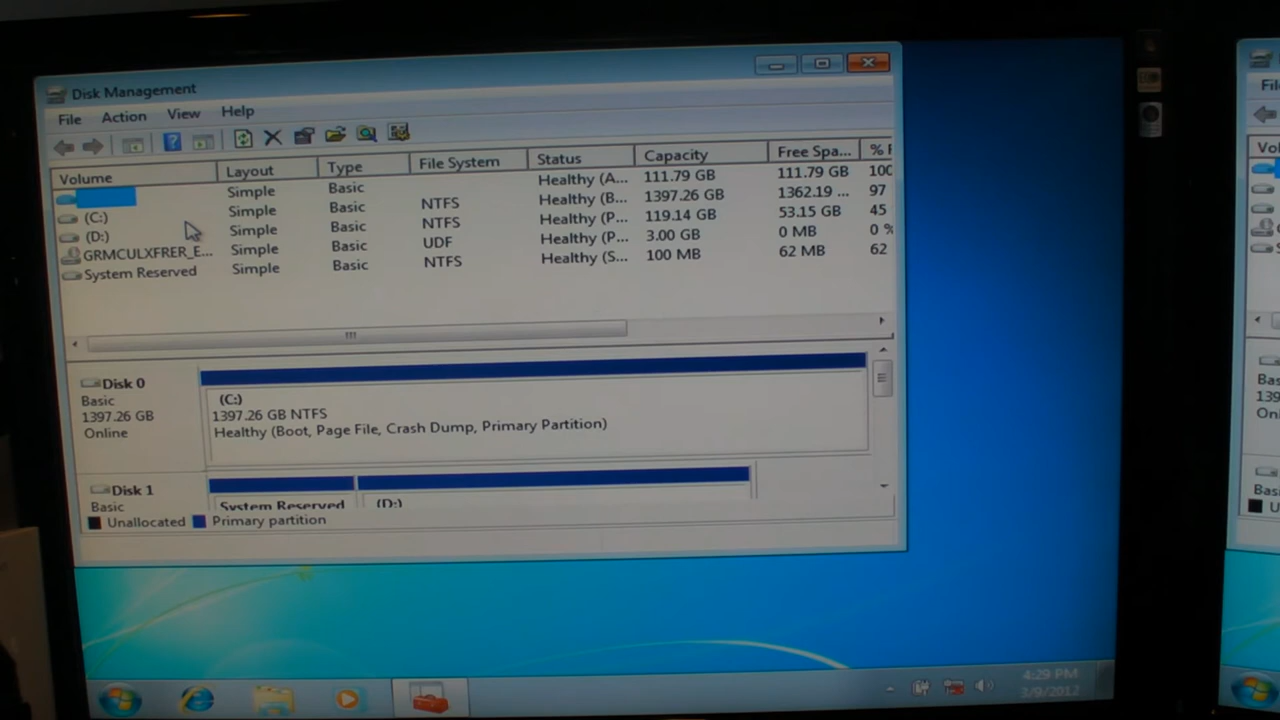 Disk Management
File Action View Help
Volume Layout Type File System Status Capacity Free Spa... % F
Simple Basic Healthy (A... 111.79 GB 111.79 GB 100
(C:) Simple Basic NTFS Healthy (B... 1397.26 GB 1362.19 ... 97
(D:) Simple Basic NTFS Healthy (P... 119.14 GB 53.15 GB 45
GRMCULXFRER_E... Simple Basic UDF Healthy (P... 3.00 GB 0 MB 0 %
System Reserved Simple Basic NTFS Healthy (S... 100 MB 62 MB 62
Disk 0
Basic
1397.26 GB
Online
(C:)
1397.26 GB NTFS
Healthy (Boot, Page File, Crash Dump, Primary Partition)
Disk 1
Basic
System Reserved (D:)
Unallocated Primary partition
4:29 PM
3/9/2012